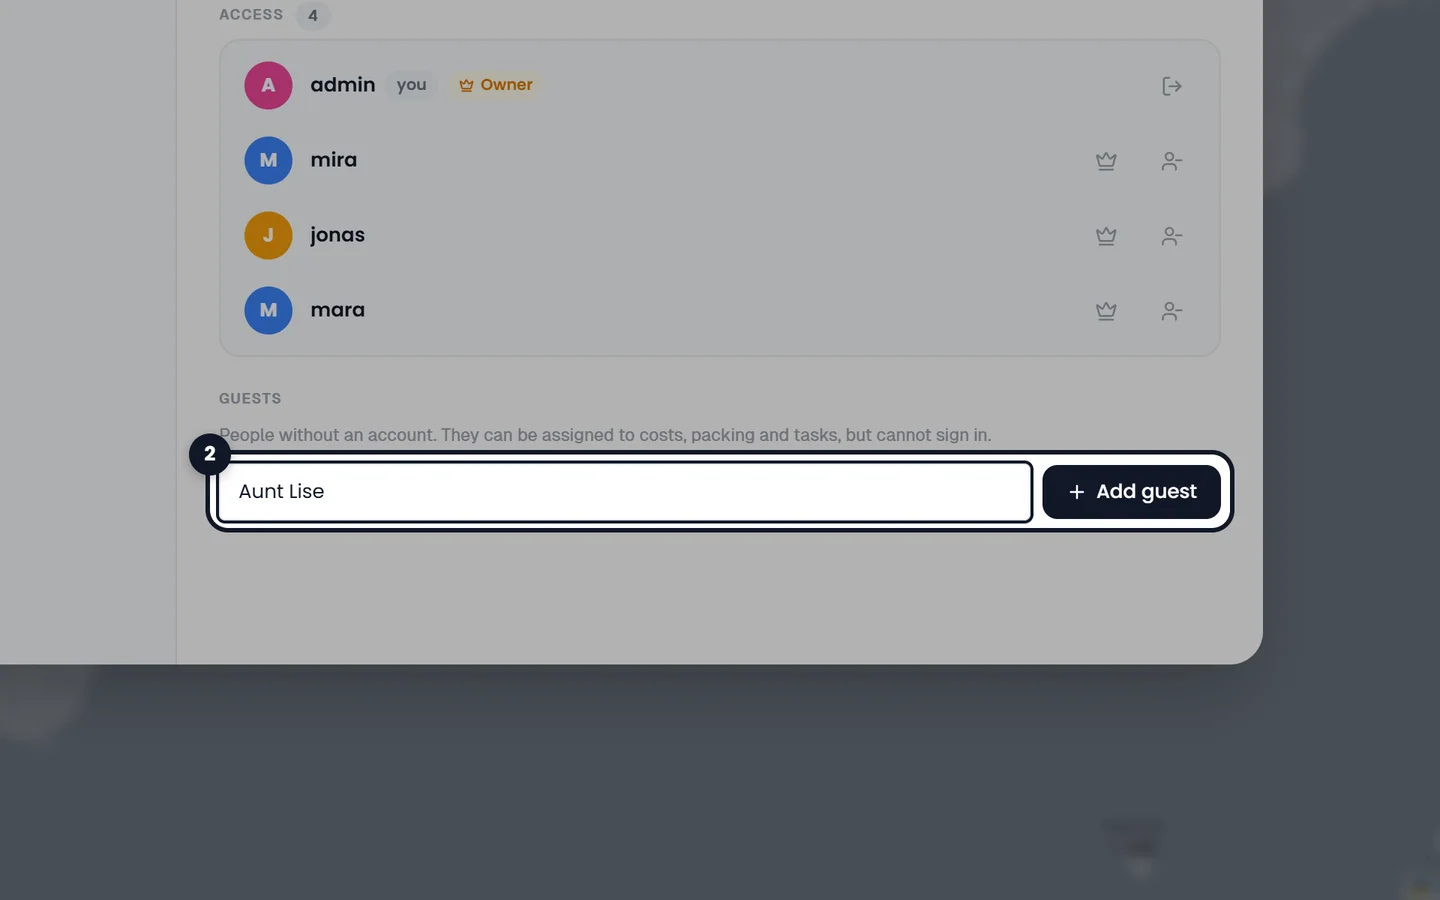 ACCESS 4
A admin you Owner
M mira
J jonas
M mara
GUESTS
People without an account. They can be assigned to costs, packing and tasks, but cannot sign in.
2
Aunt Lise + Add guest